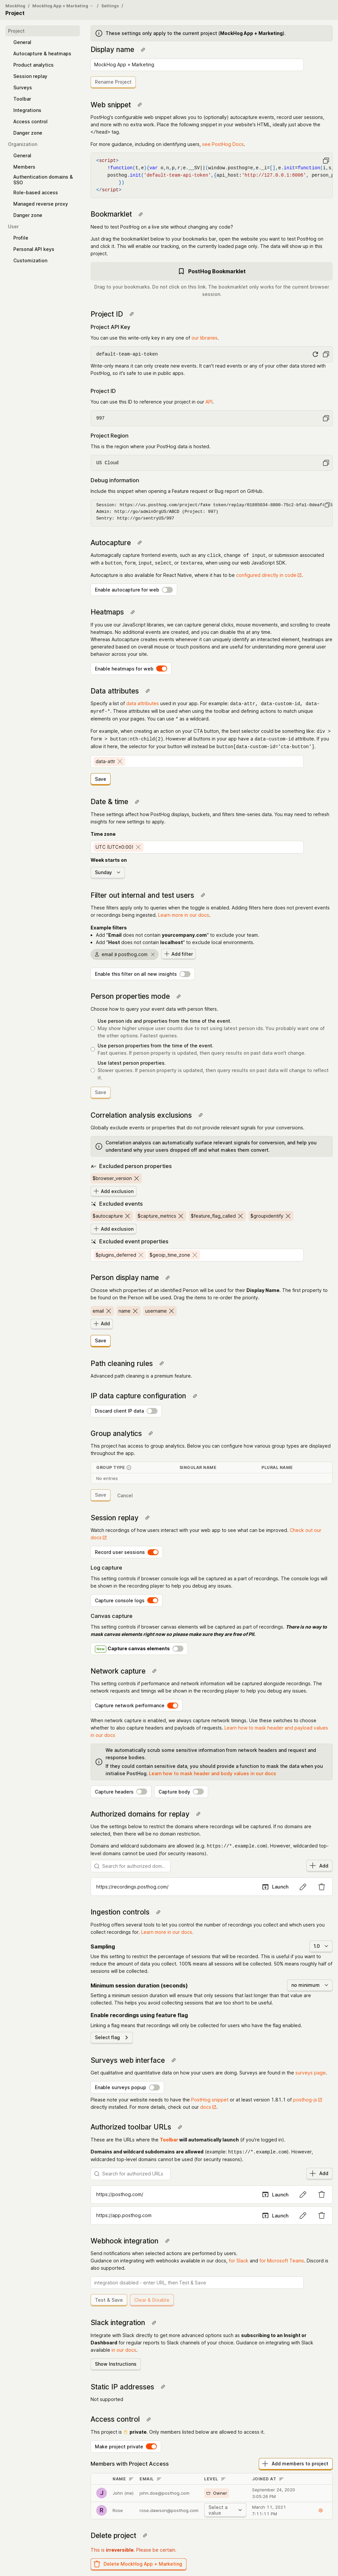 MockHog / MockHog App + Marketing / Settings /
Project
Project
General
Autocapture & heatmaps
Product analytics
Session replay
Surveys
Toolbar
Integrations
Access control
Danger zone
Organization
General
Members
Authentication domains &
SSO
Role-based access
Managed reverse proxy
Danger zone
User
Profile
Personal API keys
Customization
These settings only apply to the current project (MockHog App + Marketing).
Display name
MockHog App + Marketing
Rename Project
Web snippet
PostHog's configurable web snippet allows you to (optionally) autocapture events, record user sessions, and
more with no extra work. Place the following snippet in your website's HTML, ideally just above the
</head> tag.
For more guidance, including on identifying users, see PostHog Docs.
<script>
</script>
Bookmarklet
Need to test PostHog on a live site without changing any code?
Just drag the bookmarklet below to your bookmarks bar, open the website you want to test PostHog on
and click it. This will enable our tracking, on the currently loaded page only. The data will show up in this
project.
PostHog Bookmarklet
Drag to your bookmarks. Do not click on this link. The bookmarklet only works for the current browser
session.
Project ID
Project API Key
You can use this write-only key in any one of our libraries.
default-team-api-token
Write-only means it can only create new events. It can't read events or any of your other data stored with
PostHog, so it's safe to use in public apps.
Project ID
You can use this ID to reference your project in our API.
997
Project Region
This is the region where your PostHog data is hosted.
US Cloud
Debug information
Include this snippet when opening a Feature request or Bug report on GitHub.
Admin: http://go/adminOrgUS/ABCD (Project: 997)
Sentry: http://go/sentryUS/997
Autocapture
Automagically capture frontend events, such as any click, change of input, or submission associated
with a button, form, input, select, or textarea, when using our web JavaScript SDK.
Autocapture is also available for React Native, where it has to be configured directly in code.
Enable autocapture for web
Heatmaps
If you use our JavaScript libraries, we can capture general clicks, mouse movements, and scrolling to create
heatmaps. No additional events are created, and you can disable this at any time.
Whereas Autocapture creates events whenever it can uniquely identify an interacted element, heatmaps are
generated based on overall mouse or touch positions and are useful for understanding more general user
behavior across your site.
Enable heatmaps for web
Data attributes
Specify a list of data attributes used in your app. For example: data-attr, data-custom-id, data-
myref-*. These attributes will be used when using the toolbar and defining actions to match unique
elements on your pages. You can use * as a wildcard.
For example, when creating an action on your CTA button, the best selector could be something like: div >
form > button:nth-child(2). However all buttons in your app have a data-custom-id attribute. If you
whitelist it here, the selector for your button will instead be button[data-custom-id='cta-button'].
data-attr
Save
Date & time
These settings affect how PostHog displays, buckets, and filters time-series data. You may need to refresh
insights for new settings to apply.
Time zone
UTC (UTC±0:00)
Week starts on
Sunday
Filter out internal and test users
These filters apply only to queries when the toggle is enabled. Adding filters here does not prevent events
or recordings being ingested. Learn more in our docs.
Example filters
Add "Email does not contain yourcompany.com" to exclude your team.
Add "Host does not contain localhost" to exclude local environments.
email ∌ posthog.com
Add filter
Enable this filter on all new insights
Person properties mode
Choose how to query your event data with person filters.
Use person ids and person properties from the time of the event.
May show higher unique user counts due to not using latest person ids. You probably want one of
the other options. Fastest queries.
Use person properties from the time of the event.
Fast queries. If person property is updated, then query results on past data won't change.
Use latest person properties.
Slower queries. If person property is updated, then query results on past data will change to reflect
it.
Save
Correlation analysis exclusions
Globally exclude events or properties that do not provide relevant signals for your conversions.
Correlation analysis can automatically surface relevant signals for conversion, and help you
understand why your users dropped off and what makes them convert.
Excluded person properties
$browser_version
Add exclusion
Excluded events
$autocapture $capture_metrics $feature_flag_called $groupidentify
Add exclusion
Excluded event properties
$plugins_deferred $geoip_time_zone
Person display name
Choose which properties of an identified Person will be used for their Display Name. The first property to
be found on the Person will be used. Drag the items to re-order the priority.
email name username
Add
Save
Path cleaning rules
Advanced path cleaning is a premium feature.
IP data capture configuration
Discard client IP data
Group analytics
This project has access to group analytics. Below you can configure how various group types are displayed
throughout the app.
GROUP TYPE SINGULAR NAME PLURAL NAME
No entries
Save Cancel
Session replay
Watch recordings of how users interact with your web app to see what can be improved. Check out our
docs
Record user sessions
Log capture
This setting controls if browser console logs will be captured as a part of recordings. The console logs will
be shown in the recording player to help you debug any issues.
Capture console logs
Canvas capture
This setting controls if browser canvas elements will be captured as part of recordings. There is no way to
mask canvas elements right now so please make sure they are free of PII.
New Capture canvas elements
Network capture
This setting controls if performance and network information will be captured alongside recordings. The
network requests and timings will be shown in the recording player to help you debug any issues.
Capture network performance
When network capture is enabled, we always capture network timings. Use these switches to choose
whether to also capture headers and payloads of requests. Learn how to mask header and payload values
in our docs
We automatically scrub some sensitive information from network headers and request and
response bodies.
If they could contain sensitive data, you should provide a function to mask the data when you
initialise PostHog. Learn how to mask header and body values in our docs
Capture headers Capture body
Authorized domains for replay
Use the settings below to restrict the domains where recordings will be captured. If no domains are
selected, then there will be no domain restriction.
Domains and wildcard subdomains are allowed (e.g. https://*.example.com). However, wildcarded top-
level domains cannot be used (for security reasons).
Search for authorized dom...
Add
https://recordings.posthog.com/ Launch
Ingestion controls
PostHog offers several tools to let you control the number of recordings you collect and which users you
collect recordings for. Learn more in our docs.
Sampling
Use this setting to restrict the percentage of sessions that will be recorded. This is useful if you want to
reduce the amount of data you collect. 100% means all sessions will be collected. 50% means roughly half of
sessions will be collected.
Minimum session duration (seconds) no minimum
Setting a minimum session duration will ensure that only sessions that last longer than that value are
collected. This helps you avoid collecting sessions that are too short to be useful.
Enable recordings using feature flag
Linking a flag means that recordings will only be collected for users who have the flag enabled.
Select flag
Surveys web interface
Get qualitative and quantitative data on how your users are doing. Surveys are found in the surveys page.
Enable surveys popup
Please note your website needs to have the PostHog snippet or at least version 1.81.1 of posthog-js
directly installed. For more details, check out our docs.
Authorized toolbar URLs
These are the URLs where the Toolbar will automatically launch (if you're logged in).
Domains and wildcard subdomains are allowed (example: https://*.example.com). However,
wildcarded top-level domains cannot be used (for security reasons).
Search for authorized URLs
Add
https://posthog.com/ Launch
https://app.posthog.com Launch
Webhook integration
Send notifications when selected actions are performed by users.
Guidance on integrating with webhooks available in our docs, for Slack and for Microsoft Teams. Discord is
also supported.
integration disabled - enter URL, then Test & Save
Test & Save Clear & Disable
Slack integration
Integrate with Slack directly to get more advanced options such as subscribing to an Insight or
Dashboard for regular reports to Slack channels of your choice. Guidance on integrating with Slack
available in our docs.
Show Instructions
Static IP addresses
Not supported
Access control
This project is private. Only members listed below are allowed to access it.
Make project private
Members with Project Access
Add members to project
NAME EMAIL LEVEL JOINED AT
J John (me) john.doe@posthog.com Owner September 24, 2020
R Rose rose.dawson@posthog.com Select a value March 11, 2021
Delete project
This is irreversible. Please be certain.
Delete MockHog App + Marketing